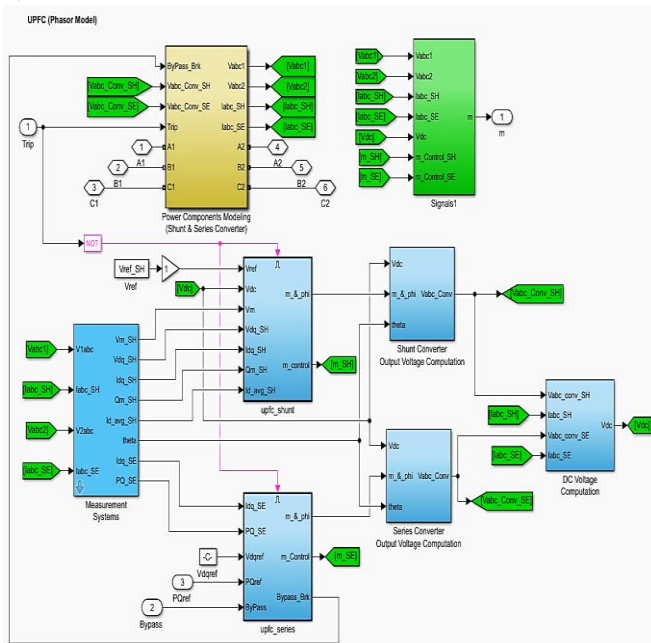 UPFC (Phasor Model)
ByPass_Brk
Vabc1
[Vabc1]
[Vabc_Conv_SH]
Vabc_Conv_SH
Vabc2
[Vabc2]
[Vabc_Conv_SE]
Vabc_Conv_SE
Iabc_SH
[Iabc_SH]
1
Trip
Trip
Iabc_SE
[Iabc_SE]
1
A1
A1
A2
4
A2
2
B1
B1
B2
5
B2
3
C1
C1
C2
6
C2
Power Components Modeling
(Shunt & Series Converter)
[Vabc1]
Vabc1
[Vabc2]
Vabc2
[Iabc_SH]
Iabc_SH
[Iabc_SE]
Iabc_SE
[Vdc]
Vdc
[m_SH]
m_Control_SH
[m_SE]
m_Control_SE
m
1
m
Signals1
NOT
Vref_SH
Vref
1
[Vdc]
Vref
Vdc
Vm
Vdq_SH
Idq_SH
Qm_SH
Id_avg_SH
m_&_phi
m_control
[m_SH]
upfc_shunt
Vdc
m_&_phi
theta
Vabc_Conv
[Vabc_Conv_SH]
Shunt Converter
Output Voltage Computation
[Vabc1]
V1abc
[Iabc_SH]
Iabc_SH
[Vabc2]
V2abc
[Iabc_SE]
Iabc_SE
Vm_SH
Vdq_SH
Idq_SH
Qm_SH
Id_avg_SH
theta
Idq_SE
PQ_SE
Measurement
Systems
Vdc
m_&_phi
theta
Vabc_Conv
[Vabc_Conv_SE]
Series Converter
Output Voltage Computation
Vabc_conv_SH
[Iabc_SH]
Iabc_SH
Vabc_conv_SE
[Iabc_SE]
Iabc_SE
Vdc
[Vdc]
DC Voltage
Computation
Idq_SE
PQ_SE
-C-
Vdqref
Vdqref
3
PQref
PQref
2
Bypass
ByPass
m_&_phi
m_Control
[m_SE]
Bypass_Brk
upfc_series